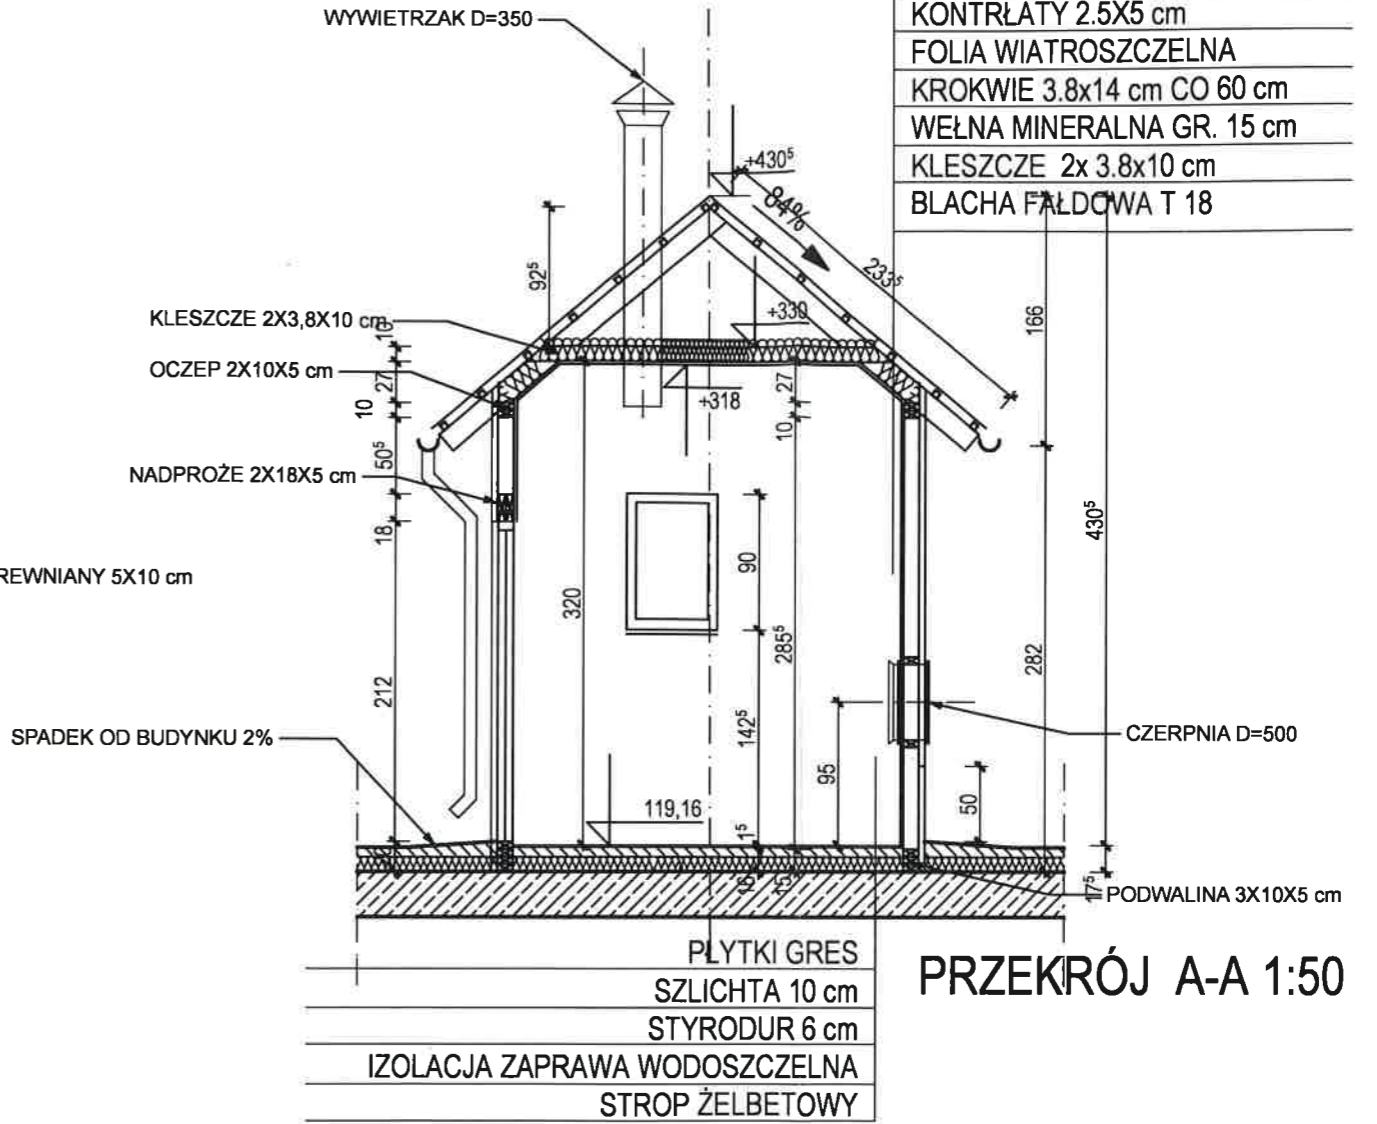 WYWIETRZAK D=350
KONTRŁATY 2.5X5 cm
FOLIA WIATROSZCZELNA
KROKWIE 3.8x14 cm CO 60 cm
WEŁNA MINERALNA GR. 15 cm
KLESZCZE 2x 3.8x10 cm
BLACHA FAŁDOWA T 18
+430⁵
84%
233⁵
92⁵
166
KLESZCZE 2X3,8X10 cm
+330
10
OCZEP 2X10X5 cm
27
27
+318
10
10
50⁵
NADPROŻE 2X18X5 cm
18
430⁵
90
REWNIANY 5X10 cm
320
285⁵
282
212
142⁵
SPADEK OD BUDYNKU 2%
CZERPNIA D=500
95
50
119,16
1⁵
16
15
17⁵
PODWALINA 3X10X5 cm
PŁYTKI GRES
SZLICHTA 10 cm
STYRODUR 6 cm
IZOLACJA ZAPRAWA WODOSZCZELNA
STROP ŻELBETOWY
PRZEKRÓJ A-A 1:50